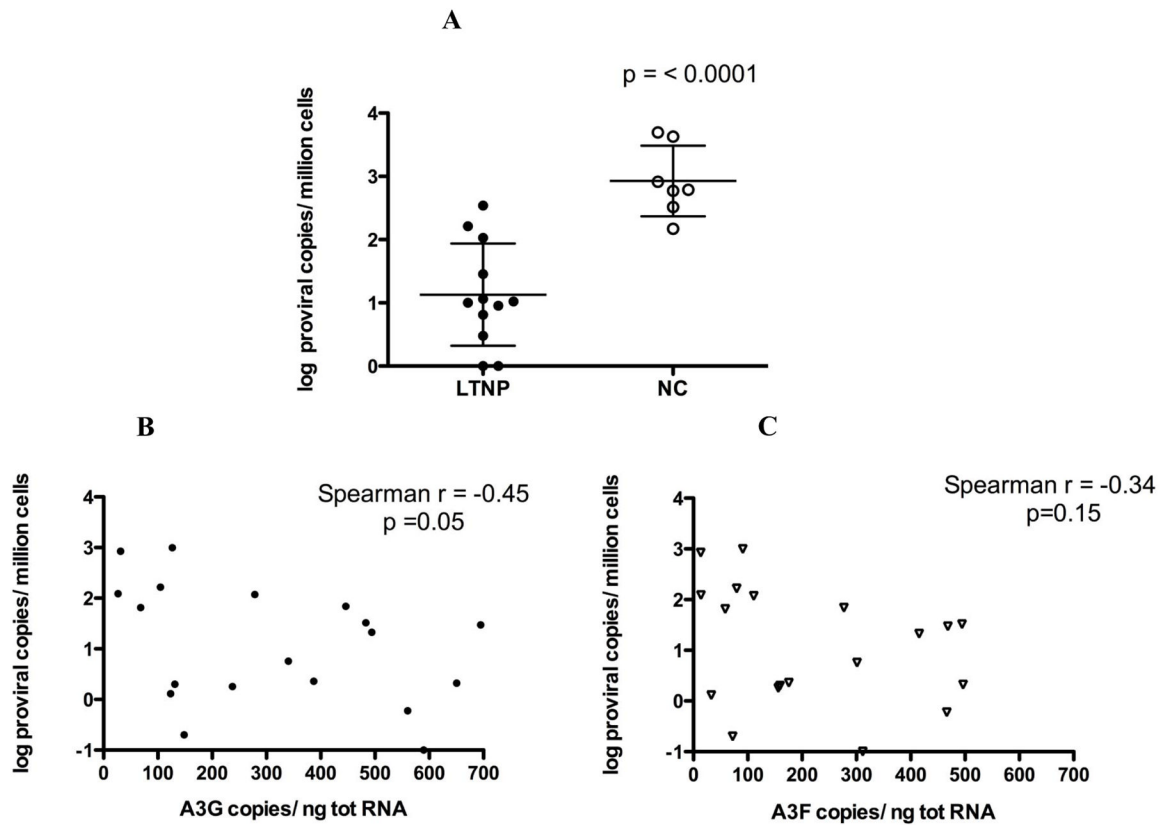 A
p = < 0.0001
log proviral copies/ million cells
4
3
2
1
0
LTNP NC
B
Spearman r = -0.45
p =0.05
log proviral copies/ million cells
4
3
2
1
0
-1
0 100 200 300 400 500 600 700
A3G copies/ ng tot RNA
C
Spearman r = -0.34
p=0.15
log proviral copies/ million cells
4
3
2
1
0
-1
0 100 200 300 400 500 600 700
A3F copies/ ng tot RNA